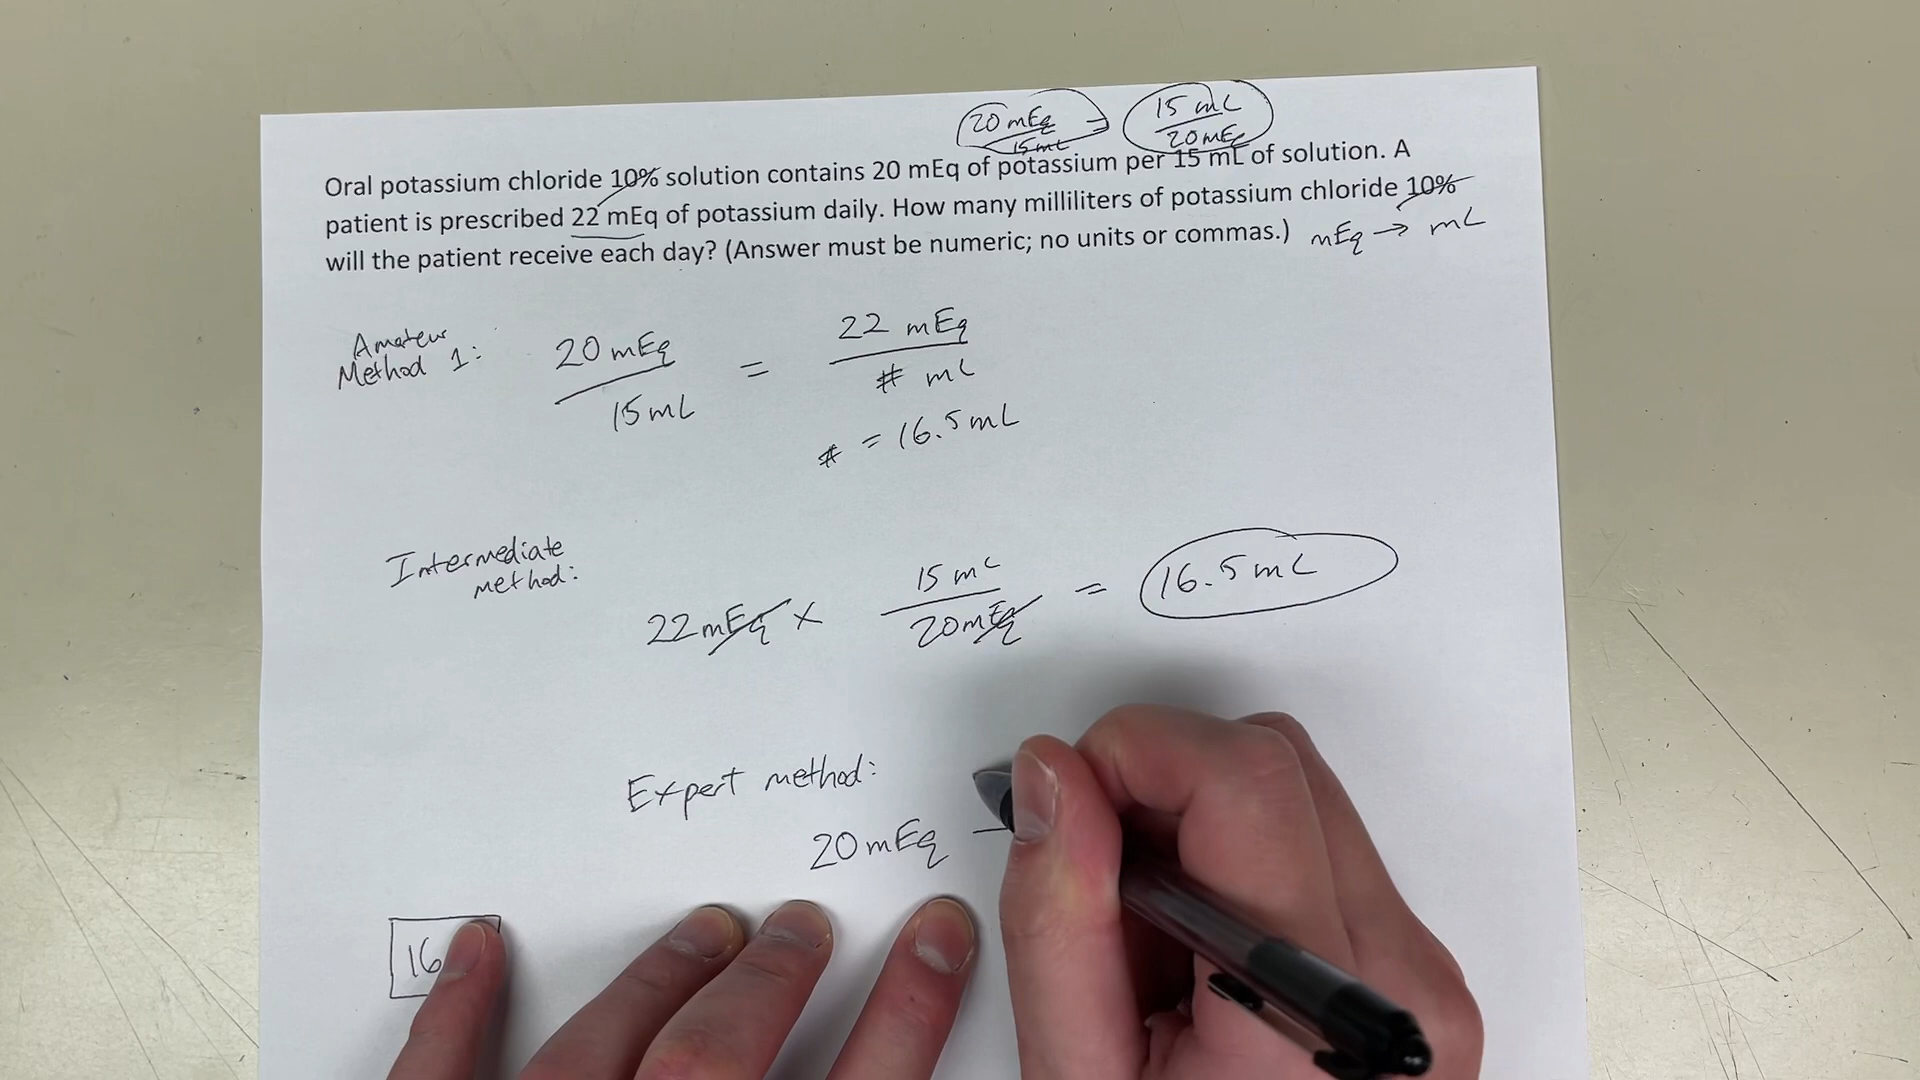 20 mEq = 15 mL
15 mL 20 mEq
Oral potassium chloride 10% solution contains 20 mEq of potassium per 15 mL of solution. A
patient is prescribed 22 mEq of potassium daily. How many milliliters of potassium chloride 10%
will the patient receive each day? (Answer must be numeric; no units or commas.) mEq → mL
Amateur
Method 1:
20 mEq = 22 mEq
15 mL # mL
# = 16.5 mL
Intermediate
method:
15 mL
22 mEq x = 16.5 mL
20 mEq
Expert method:
20 mEq
16